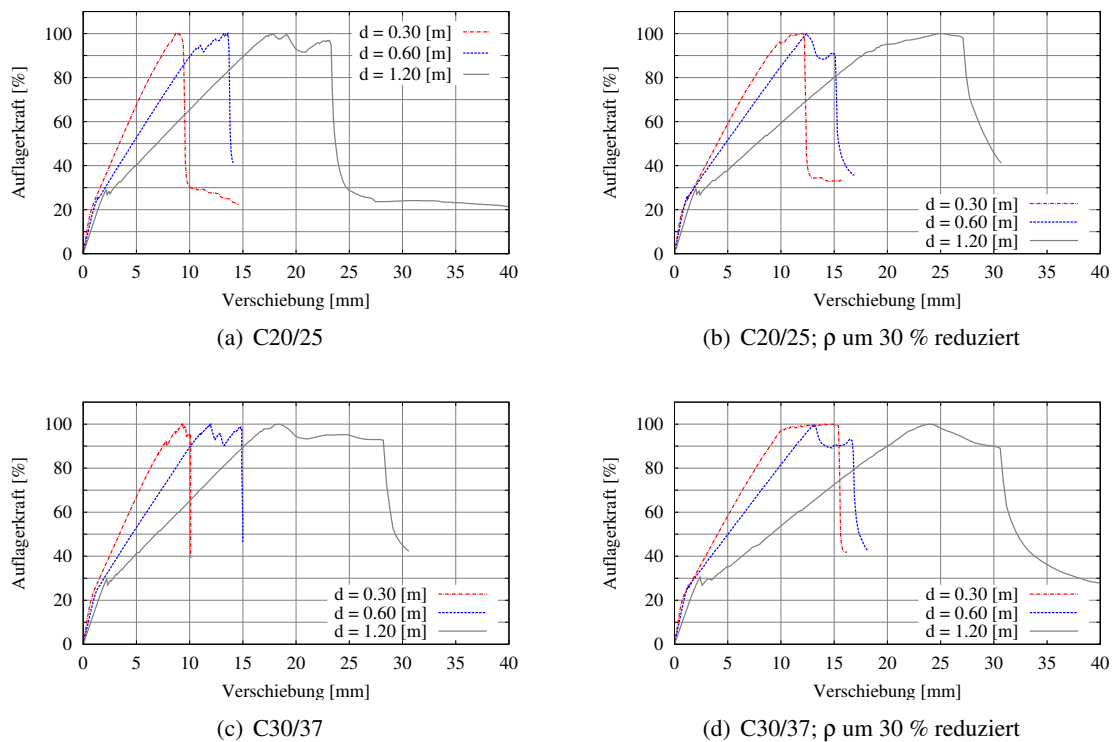 100
80
60
40
20
0
Auflagerkraft [%]
d = 0.30 [m]
d = 0.60 [m]
d = 1.20 [m]
0 5 10 15 20 25 30 35 40
Verschiebung [mm]
(a) C20/25
100
80
60
40
20
0
Auflagerkraft [%]
d = 0.30 [m]
d = 0.60 [m]
d = 1.20 [m]
0 5 10 15 20 25 30 35 40
Verschiebung [mm]
(b) C20/25; ρ um 30 % reduziert
100
80
60
40
20
0
Auflagerkraft [%]
d = 0.30 [m]
d = 0.60 [m]
d = 1.20 [m]
0 5 10 15 20 25 30 35 40
Verschiebung [mm]
(c) C30/37
100
80
60
40
20
0
Auflagerkraft [%]
d = 0.30 [m]
d = 0.60 [m]
d = 1.20 [m]
0 5 10 15 20 25 30 35 40
Verschiebung [mm]
(d) C30/37; ρ um 30 % reduziert